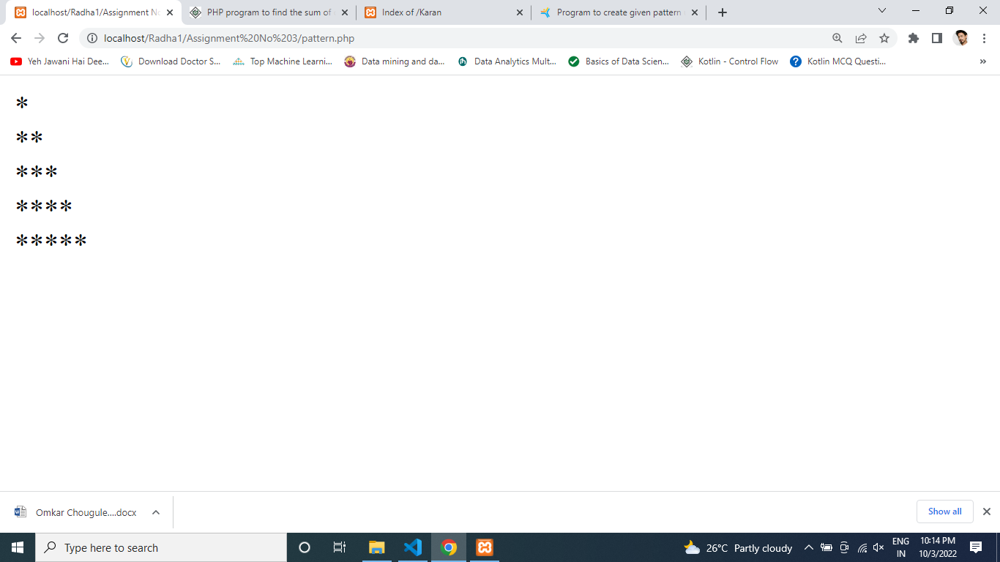 localhost/Radha1/Assignment No
PHP program to find the sum of
Index of /Karan
Program to create given pattern
localhost/Radha1/Assignment%20No%203/pattern.php
Yeh Jawani Hai Dee...
Download Doctor S...
Top Machine Learni...
Data mining and da...
Data Analytics Mult...
Basics of Data Scien...
Kotlin - Control Flow
Kotlin MCQ Questi...
»
*
**
***
****
*****
Omkar Chougule....docx
Show all
Type here to search
26°C Partly cloudy
ENG
IN
10:14 PM
10/3/2022